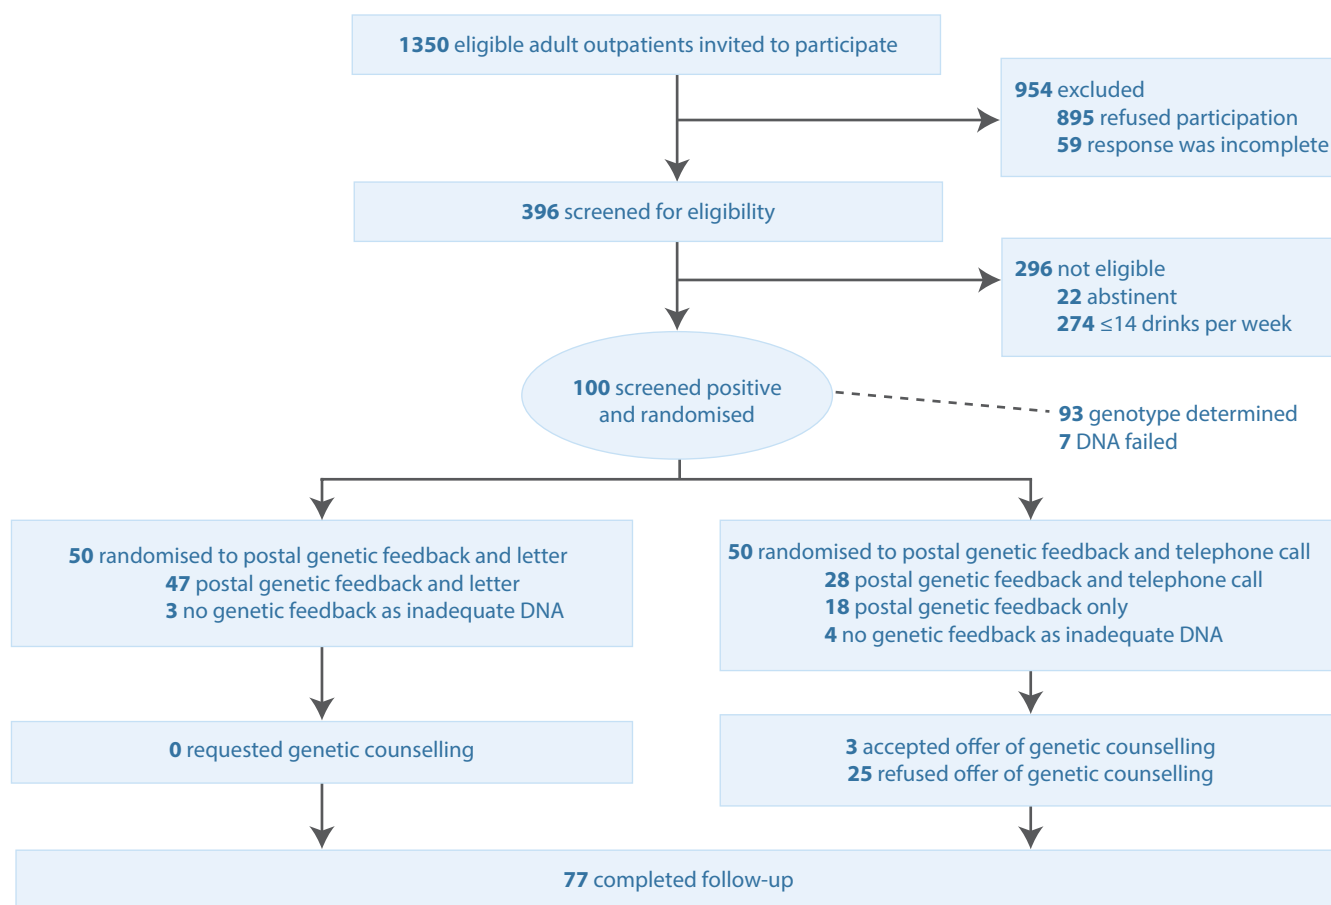 1350 eligible adult outpatients invited to participate
954 excluded
895 refused participation
59 response was incomplete
396 screened for eligibility
296 not eligible
22 abstinent
274 ≤14 drinks per week
100 screened positive
and randomised
93 genotype determined
7 DNA failed
50 randomised to postal genetic feedback and letter
47 postal genetic feedback and letter
3 no genetic feedback as inadequate DNA
50 randomised to postal genetic feedback and telephone call
28 postal genetic feedback and telephone call
18 postal genetic feedback only
4 no genetic feedback as inadequate DNA
0 requested genetic counselling
3 accepted offer of genetic counselling
25 refused offer of genetic counselling
77 completed follow-up